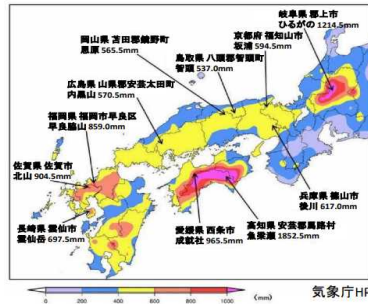 岐阜県 郡上市
ひるがの 1214.5mm
京都府 福知山市
坂浦 594.5mm
岡山県 苫田郡鏡野町
恩原 565.5mm
鳥取県 八頭郡智頭町
智頭 537.0mm
広島県 山県郡安芸太田町
内黒山 570.5mm
福岡県 福岡市早良区
早良脇山 859.0mm
佐賀県 佐賀市
北山 904.5mm
長崎県 雲仙市
雲仙岳 697.5mm
愛媛県 西条市
成就社 965.5mm
高知県 安芸郡馬路村
魚梁瀬 1852.5mm
兵庫県 篠山市
後川 617.0mm
0 200 400 600 800 1000 (mm)
気象庁HP